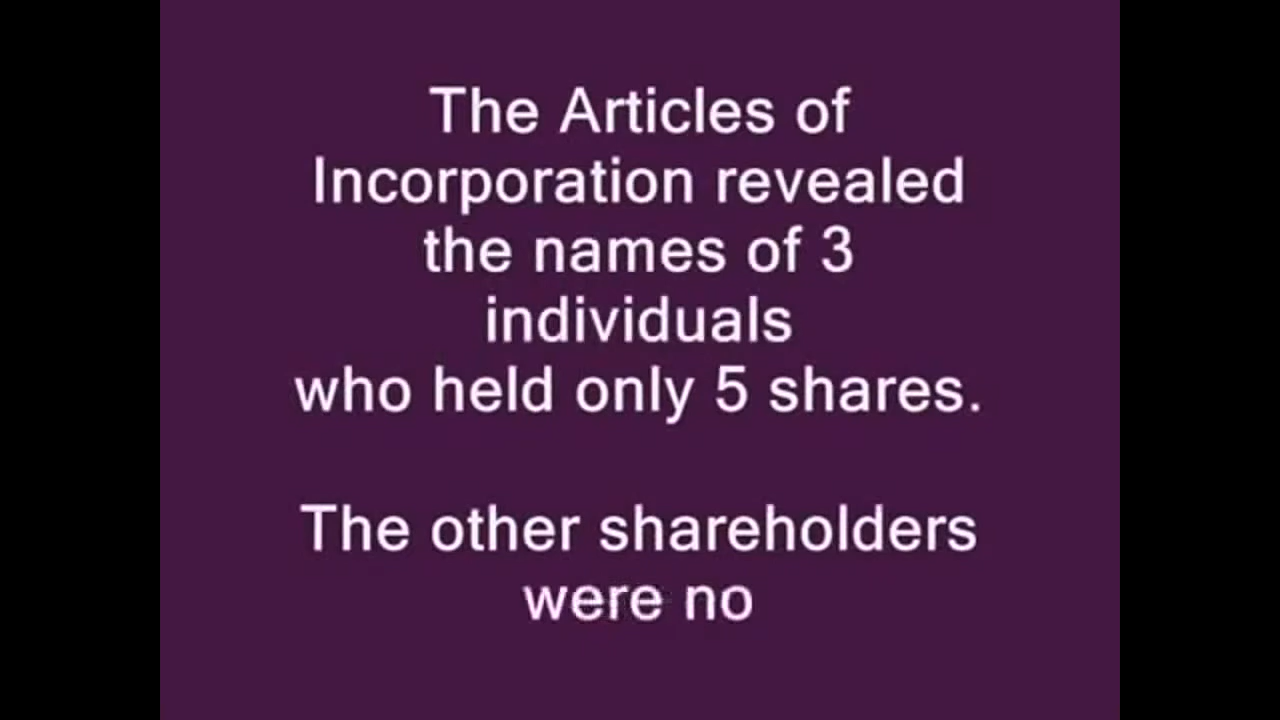 The Articles of
Incorporation revealed
the names of 3
individuals
who held only 5 shares.
The other shareholders
were no